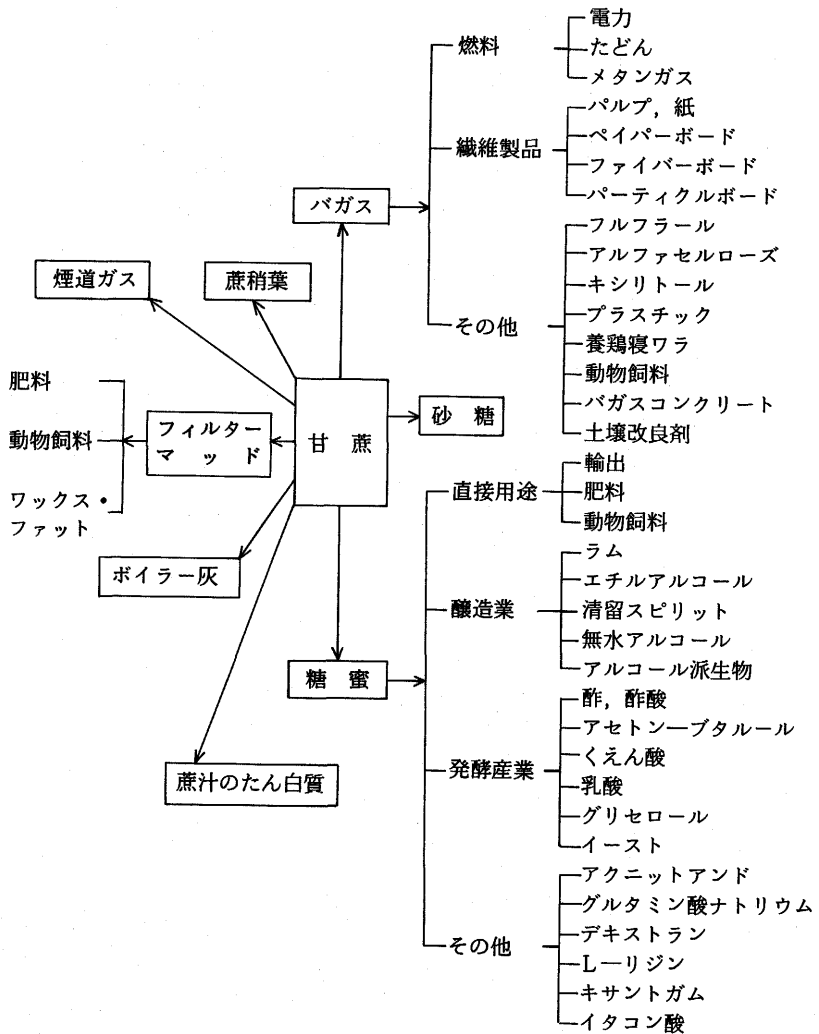 電力
燃料
たどん
メタンガス
パルプ，紙
ペイパーボード
繊維製品
ファイバーボード
パーティクルボード
バガス
フルフラール
アルファセルローズ
キシリトール
プラスチック
その他
養鶏寝ワラ
動物飼料
バガスコンクリート
土壌改良剤
煙道ガス
蔗稍葉
肥料
動物飼料
ワックス・
ファット
フィルター
マッド
甘蔗
砂糖
ボイラー灰
蔗汁のたん白質
糖蜜
輸出
直接用途
肥料
動物飼料
ラム
エチルアルコール
醸造業
清留スピリット
無水アルコール
アルコール派生物
酢，酢酸
アセトン―ブタルール
くえん酸
発酵産業
乳酸
グリセロール
イースト
アクニットアンド
グルタミン酸ナトリウム
デキストラン
その他
L―リジン
キサントガム
イタコン酸